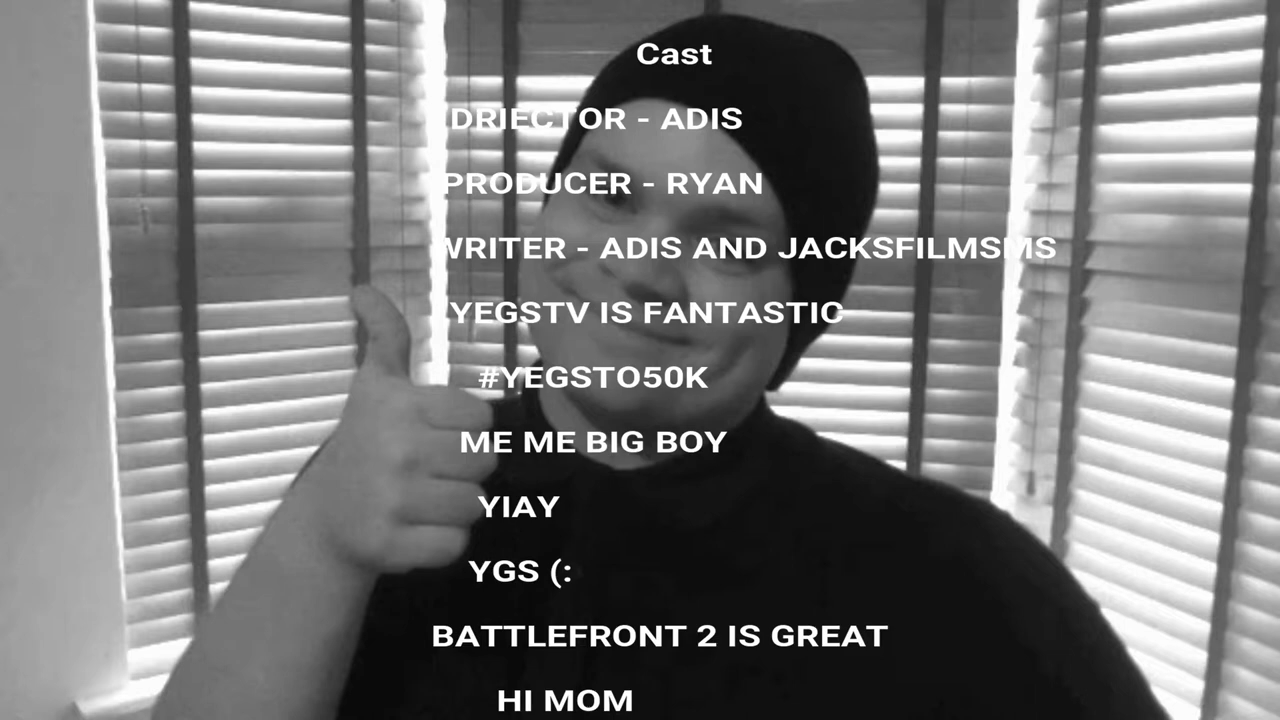 Cast
DRIECTOR - ADIS
PRODUCER - RYAN
WRITER - ADIS AND JACKSFILMSMS
YEGSTV IS FANTASTIC
#YEGSTO50K
ME ME BIG BOY
YIAY
YGS (:
BATTLEFRONT 2 IS GREAT
HI MOM